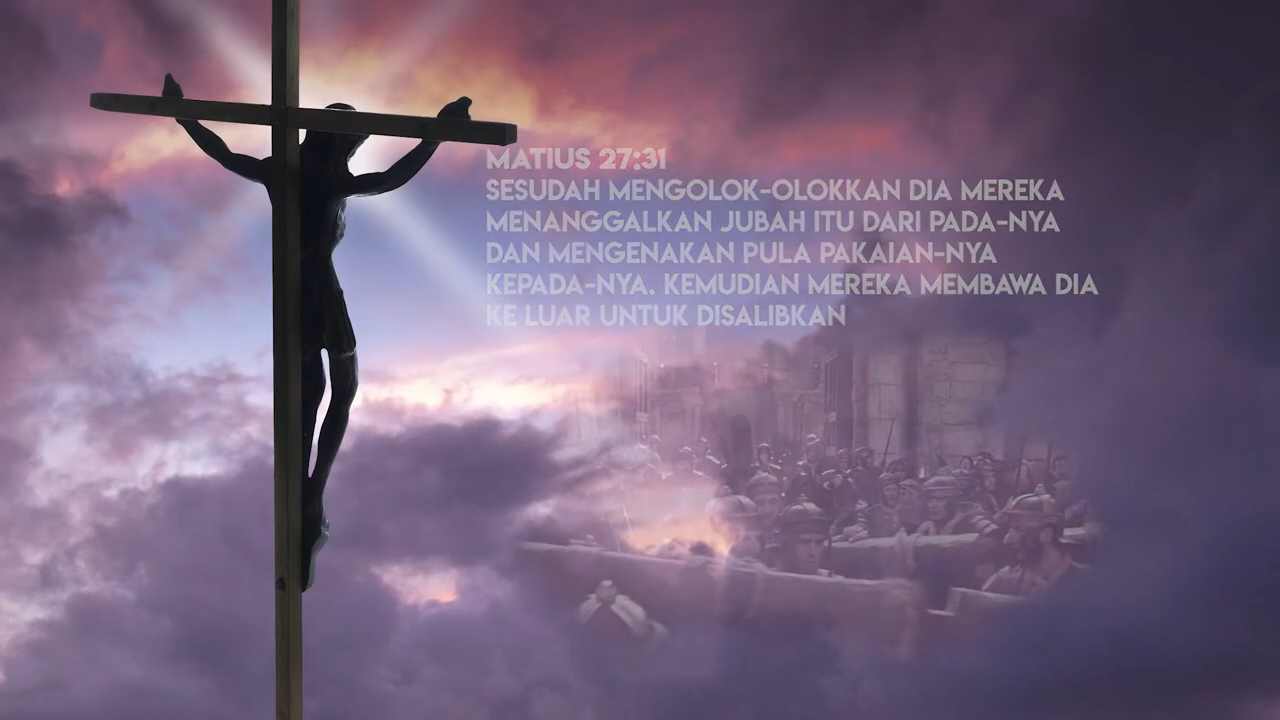 MATIUS 27:31
SESUDAH MENGOLOK-OLOKKAN DIA MEREKA
MENANGGALKAN JUBAH ITU DARI PADA-NYA
DAN MENGENAKAN PULA PAKAIAN-NYA
KEPADA-NYA. KEMUDIAN MEREKA MEMBAWA DIA
KE LUAR UNTUK DISALIBKAN